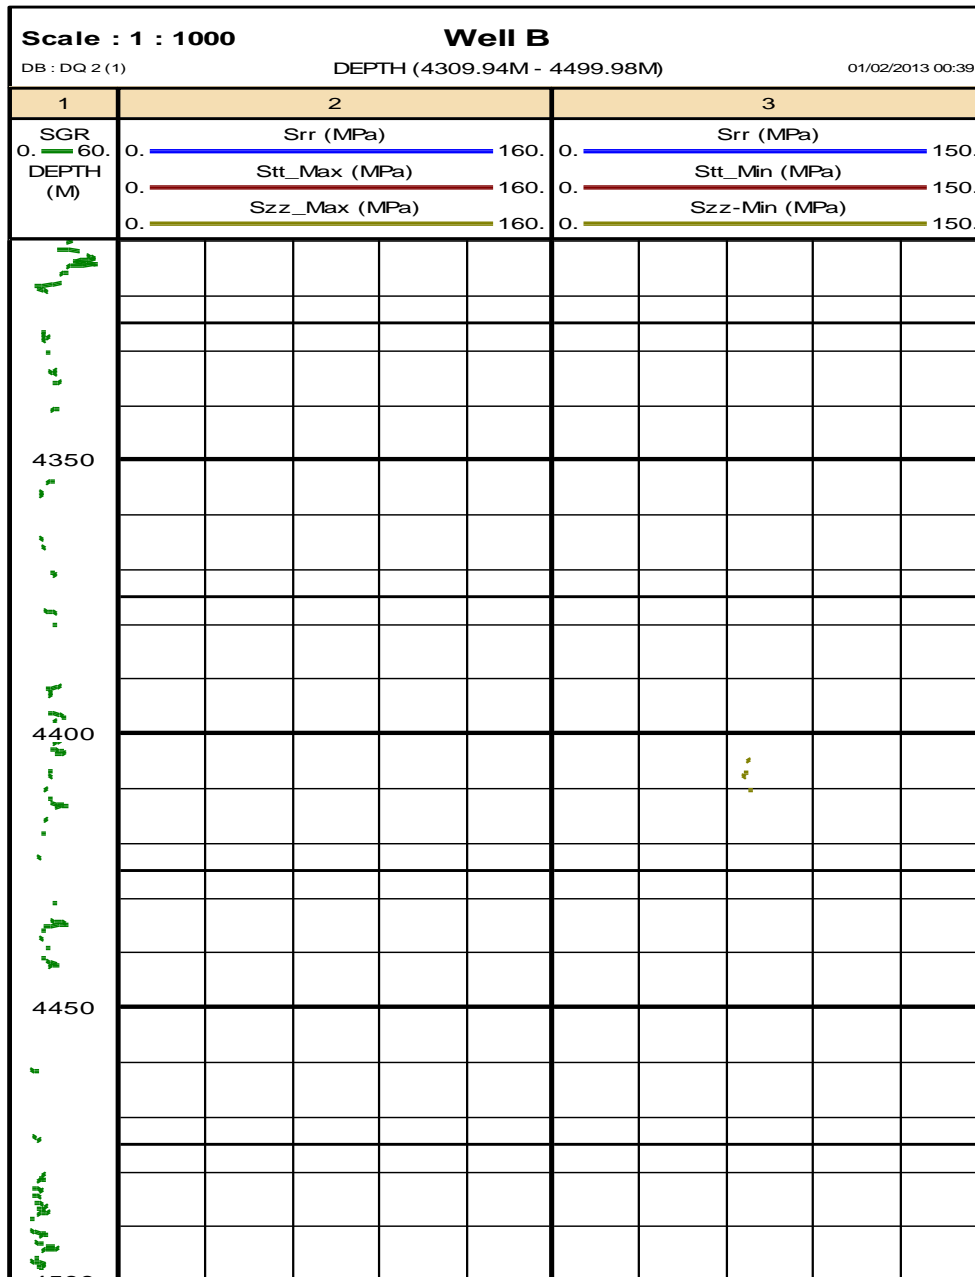 Scale : 1 : 1000 Well B
DB : DQ 2 (1) DEPTH (4309.94M - 4499.98M) 01/02/2013 00:39
1 2 3
SGR Srr (MPa) Srr (MPa)
0. 60. 0. 160. 0. 150.
DEPTH Stt_Max (MPa) Stt_Min (MPa)
(M) 0. 160. 0. 150.
Szz_Max (MPa) Szz-Min (MPa)
0. 160. 0. 150.
4350
4400
4450